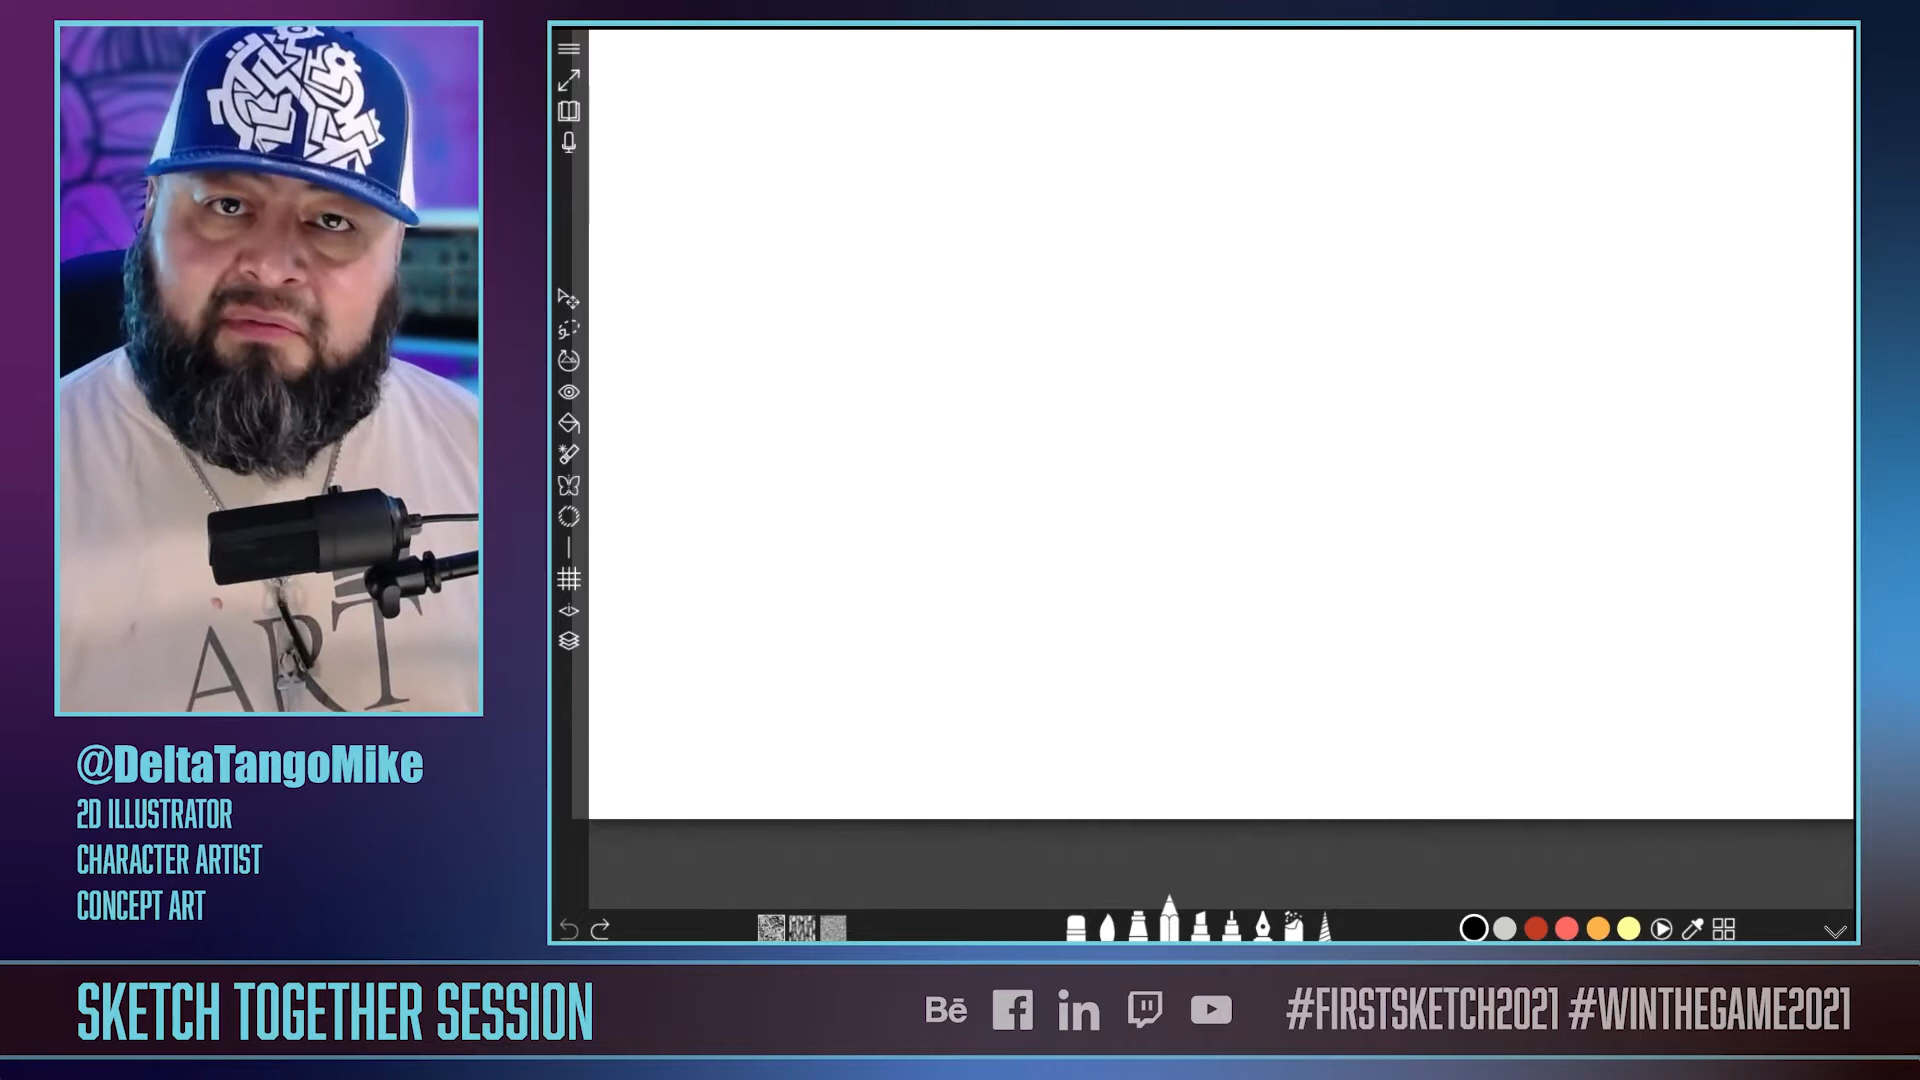 ART
@DeltaTangoMike
2D ILLUSTRATOR
CHARACTER ARTIST
CONCEPT ART
SKETCH TOGETHER SESSION
Bē
in
#FIRSTSKETCH2021 #WINTHEGAME2021